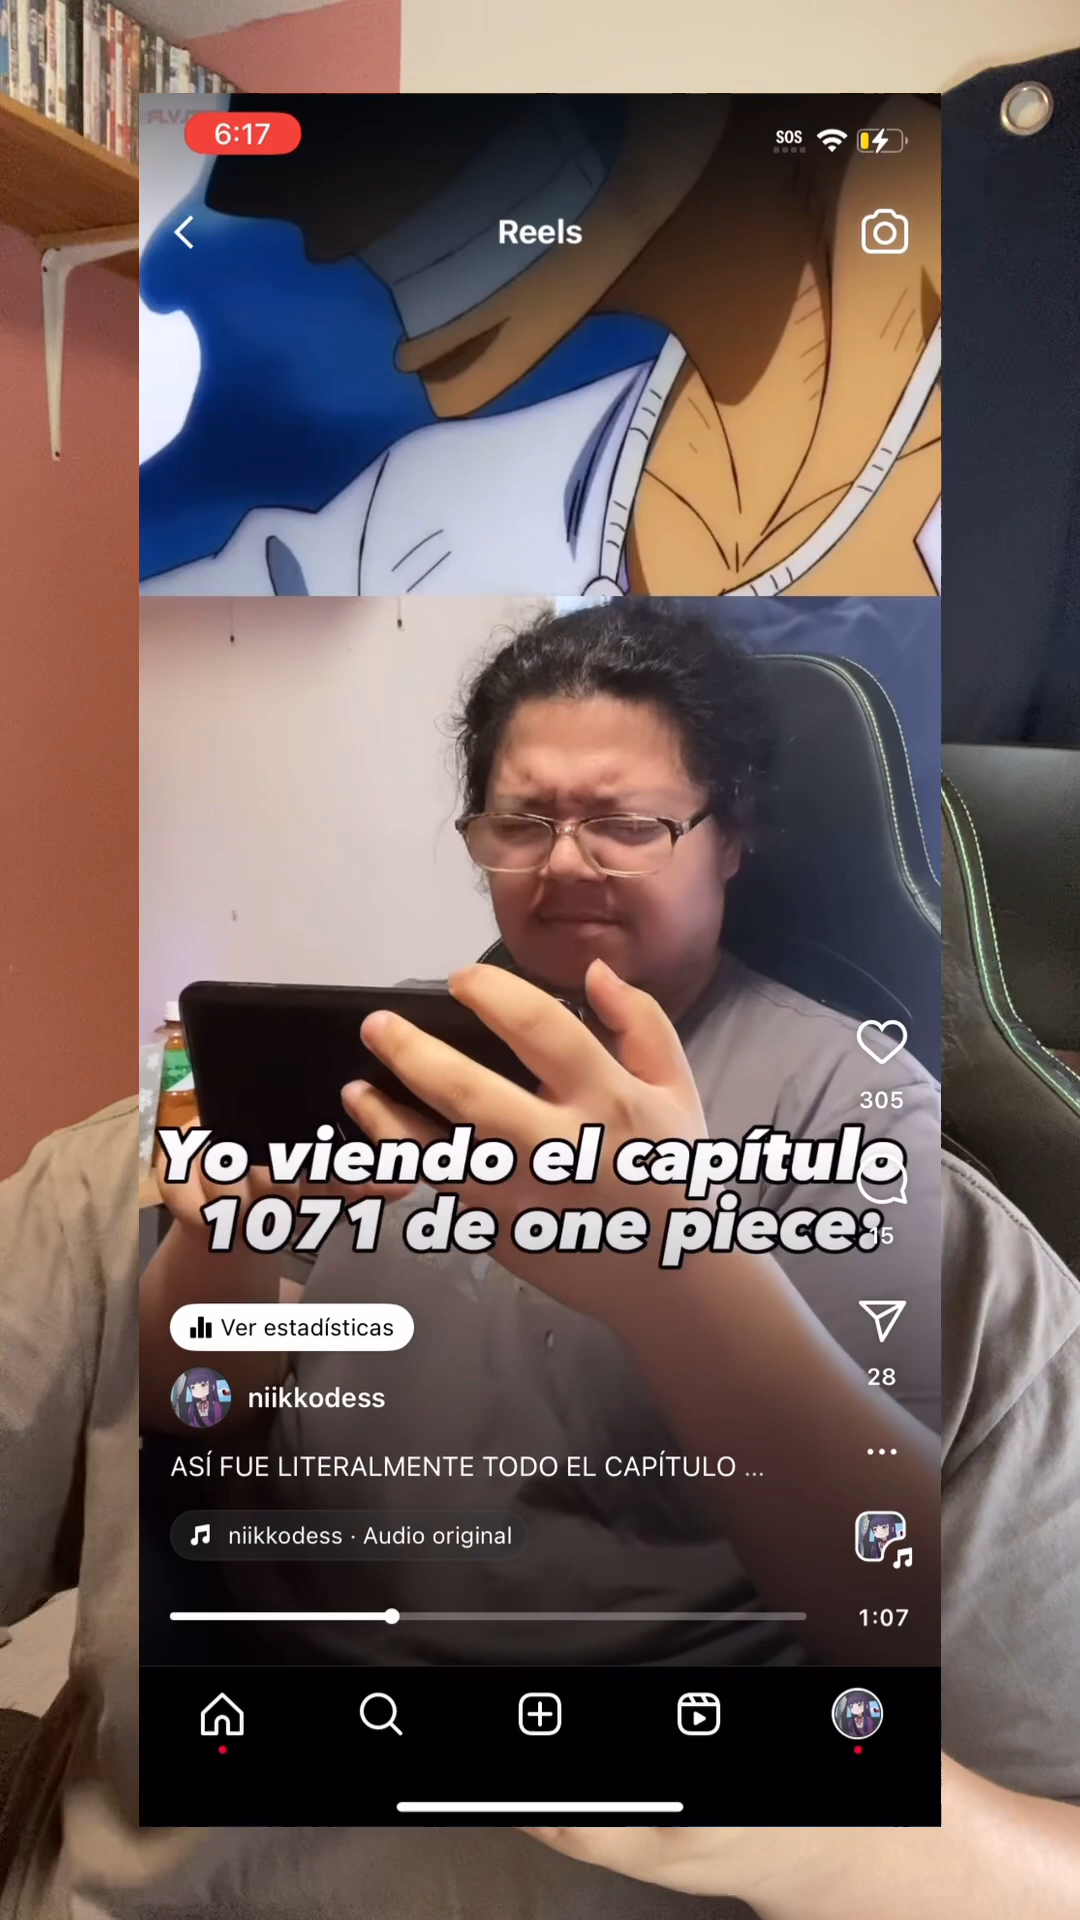 6:17
SOS
Reels
305
Yo viendo el capítulo
1071 de one piece:
15
Ver estadísticas
28
niikkodess
ASÍ FUE LITERALMENTE TODO EL CAPÍTULO ...
niikkodess · Audio original
1:07